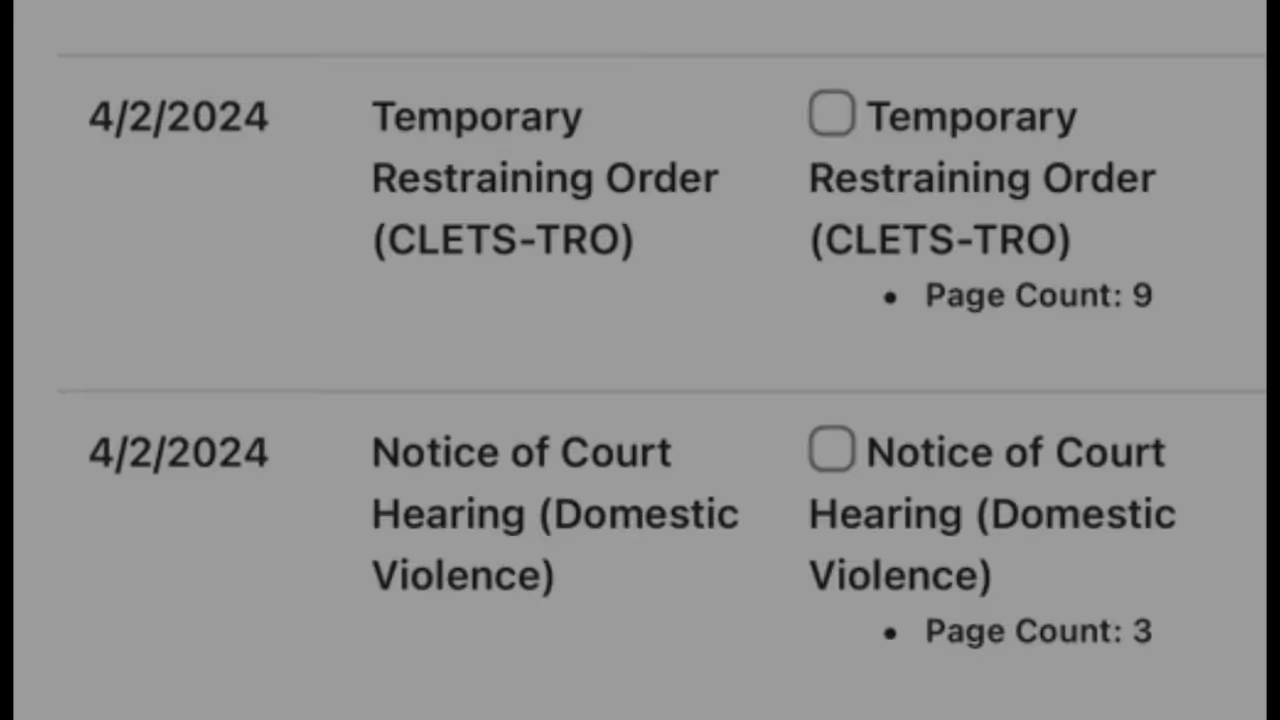 4/2/2024
Temporary
Restraining Order
(CLETS-TRO)
Temporary
Restraining Order
(CLETS-TRO)
• Page Count: 9
4/2/2024
Notice of Court
Hearing (Domestic
Violence)
Notice of Court
Hearing (Domestic
Violence)
• Page Count: 3